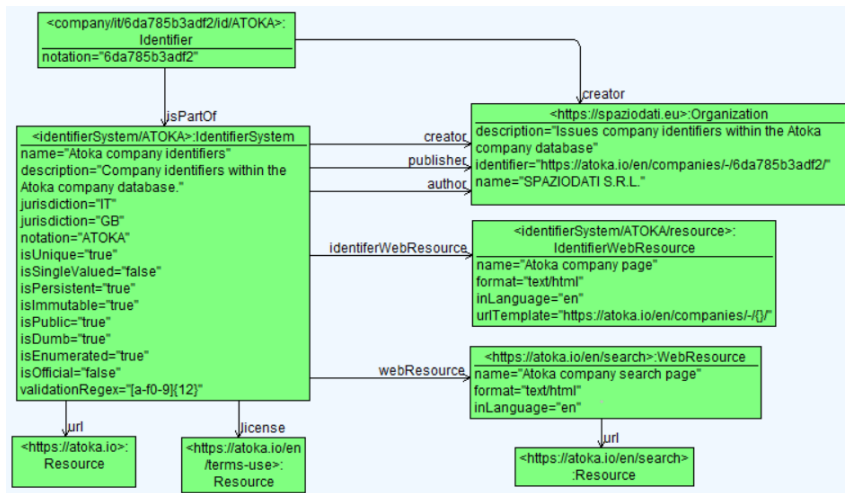 <company/it/6da785b3adf2/id/ATOKA>:
Identifier
notation="6da785b3adf2"
creator
isPartOf
<identifierSystem/ATOKA>:IdentifierSystem
name="Atoka company identifiers"
description="Company identifiers within the
Atoka company database."
jurisdiction="IT"
jurisdiction="GB"
notation="ATOKA"
isUnique="true"
isSingleValued="false"
isPersistent="true"
isImmutable="true"
isPublic="true"
isDumb="true"
isEnumerated="true"
isOfficial="false"
validationRegex="[a-f0-9]{12}"
creator
publisher
author
<https://spaziodati.eu>:Organization
description="Issues company identifiers within the Atoka
company database"
identifier="https://atoka.io/en/companies/-/6da785b3adf2/"
name="SPAZIODATI S.R.L."
identiferWebResource
<identifierSystem/ATOKA/resource>:
IdentifierWebResource
name="Atoka company page"
format="text/html"
inLanguage="en"
urlTemplate="https://atoka.io/en/companies/-/{}/"
webResource
<https://atoka.io/en/search>:WebResource
name="Atoka company search page"
format="text/html"
inLanguage="en"
url
license
url
<https://atoka.io>:
Resource
<https://atoka.io/en
/terms-use>:
Resource
<https://atoka.io/en/search>
:Resource